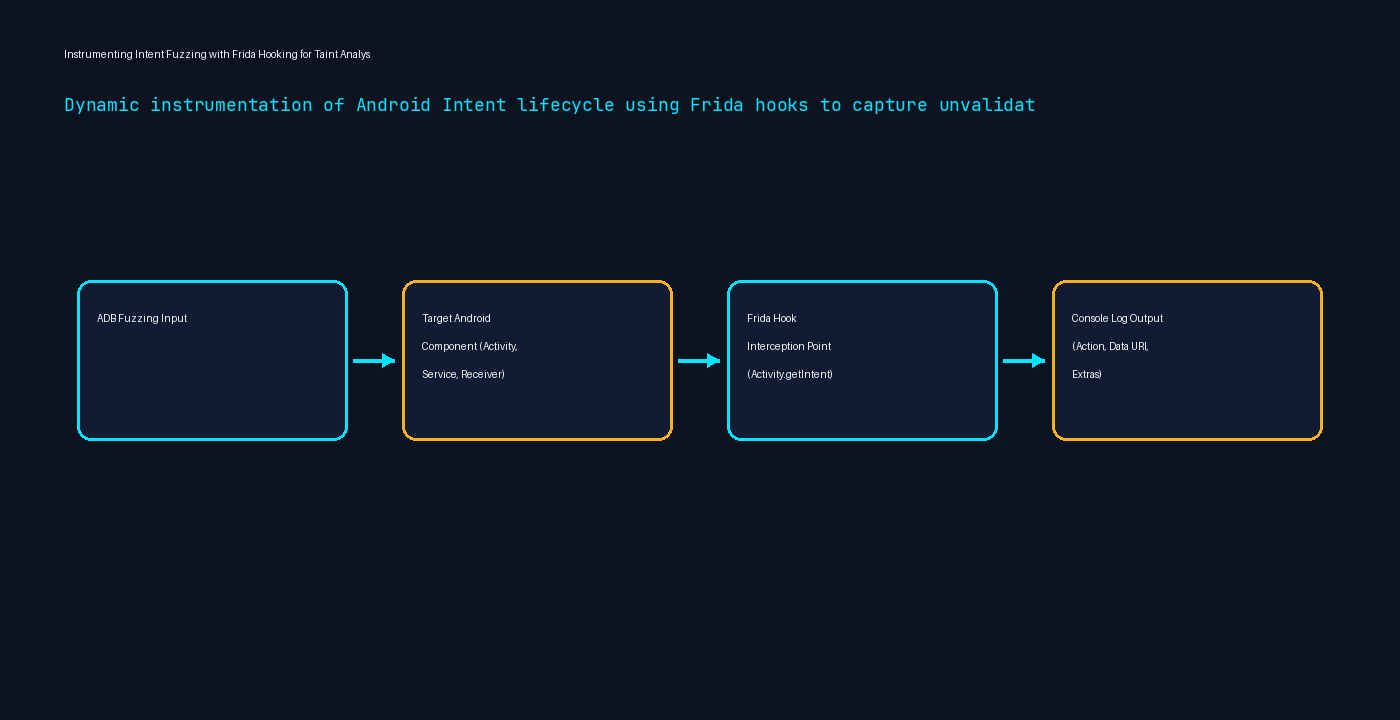 Instrumenting Intent Fuzzing with Frida Hooking for Taint Analys
Dynamic instrumentation of Android Intent lifecycle using Frida hooks to capture unvalidat
ADB Fuzzing Input
Target Android
Component (Activity,
Service, Receiver)
Frida Hook
Interception Point
(Activity.getIntent)
Console Log Output
(Action, Data URI,
Extras)